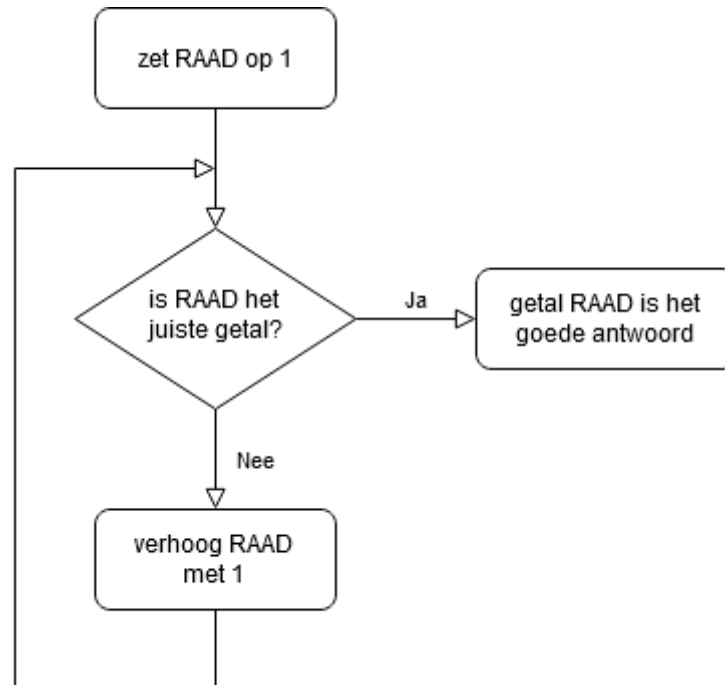 zet RAAD op 1
is RAAD het
juiste getal?
Ja
getal RAAD is het
goede antwoord
Nee
verhoog RAAD
met 1